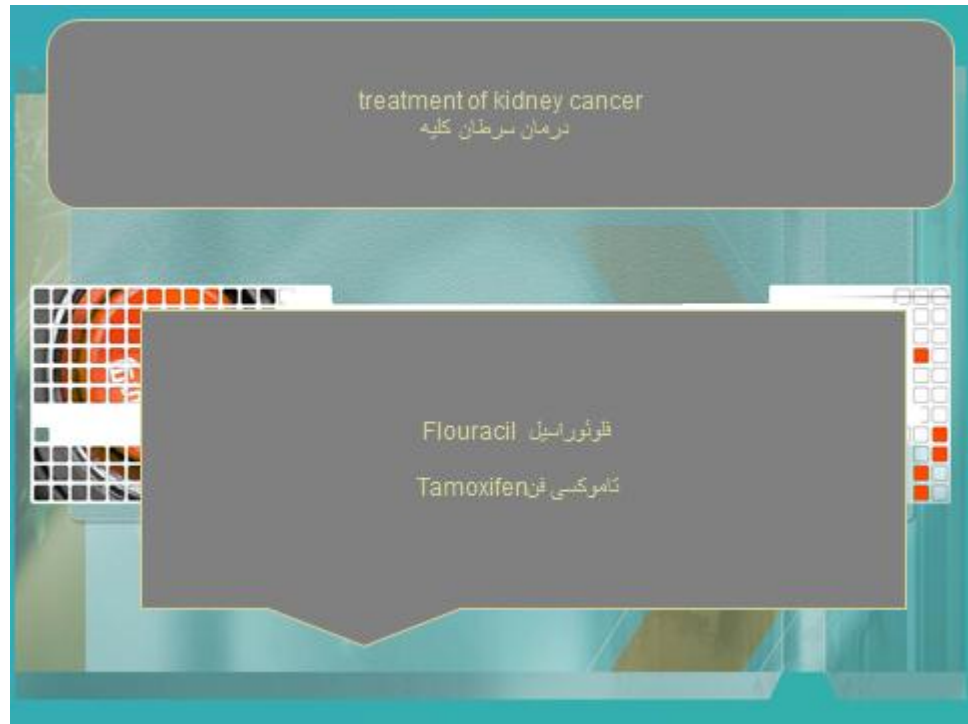 treatment of kidney cancer
درمان سرطان کلیه
فلوئوراسیل Flouracil
تاموکسی فنTamoxifen